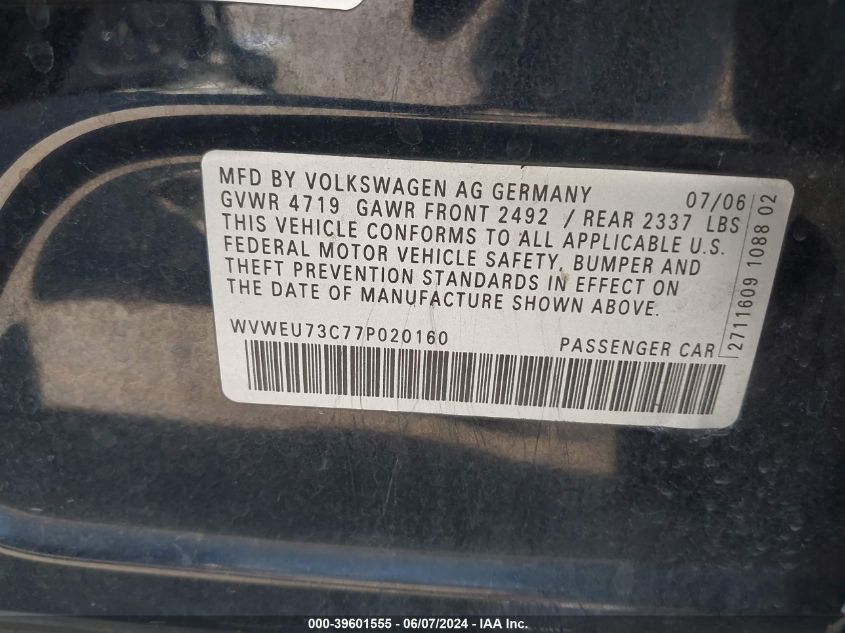 MFD BY VOLKSWAGEN AG GERMANY 07/06
GVWR 4719 GAWR FRONT 2492 / REAR 2337 LBS
THIS VEHICLE CONFORMS TO ALL APPLICABLE U.S.
FEDERAL MOTOR VEHICLE SAFETY, BUMPER AND
THEFT PREVENTION STANDARDS IN EFFECT ON
THE DATE OF MANUFACTURE SHOWN ABOVE.
WVWEU73C77P020160 PASSENGER CAR
2711609 1088 02
000-39601555 - 06/07/2024 - IAA Inc.